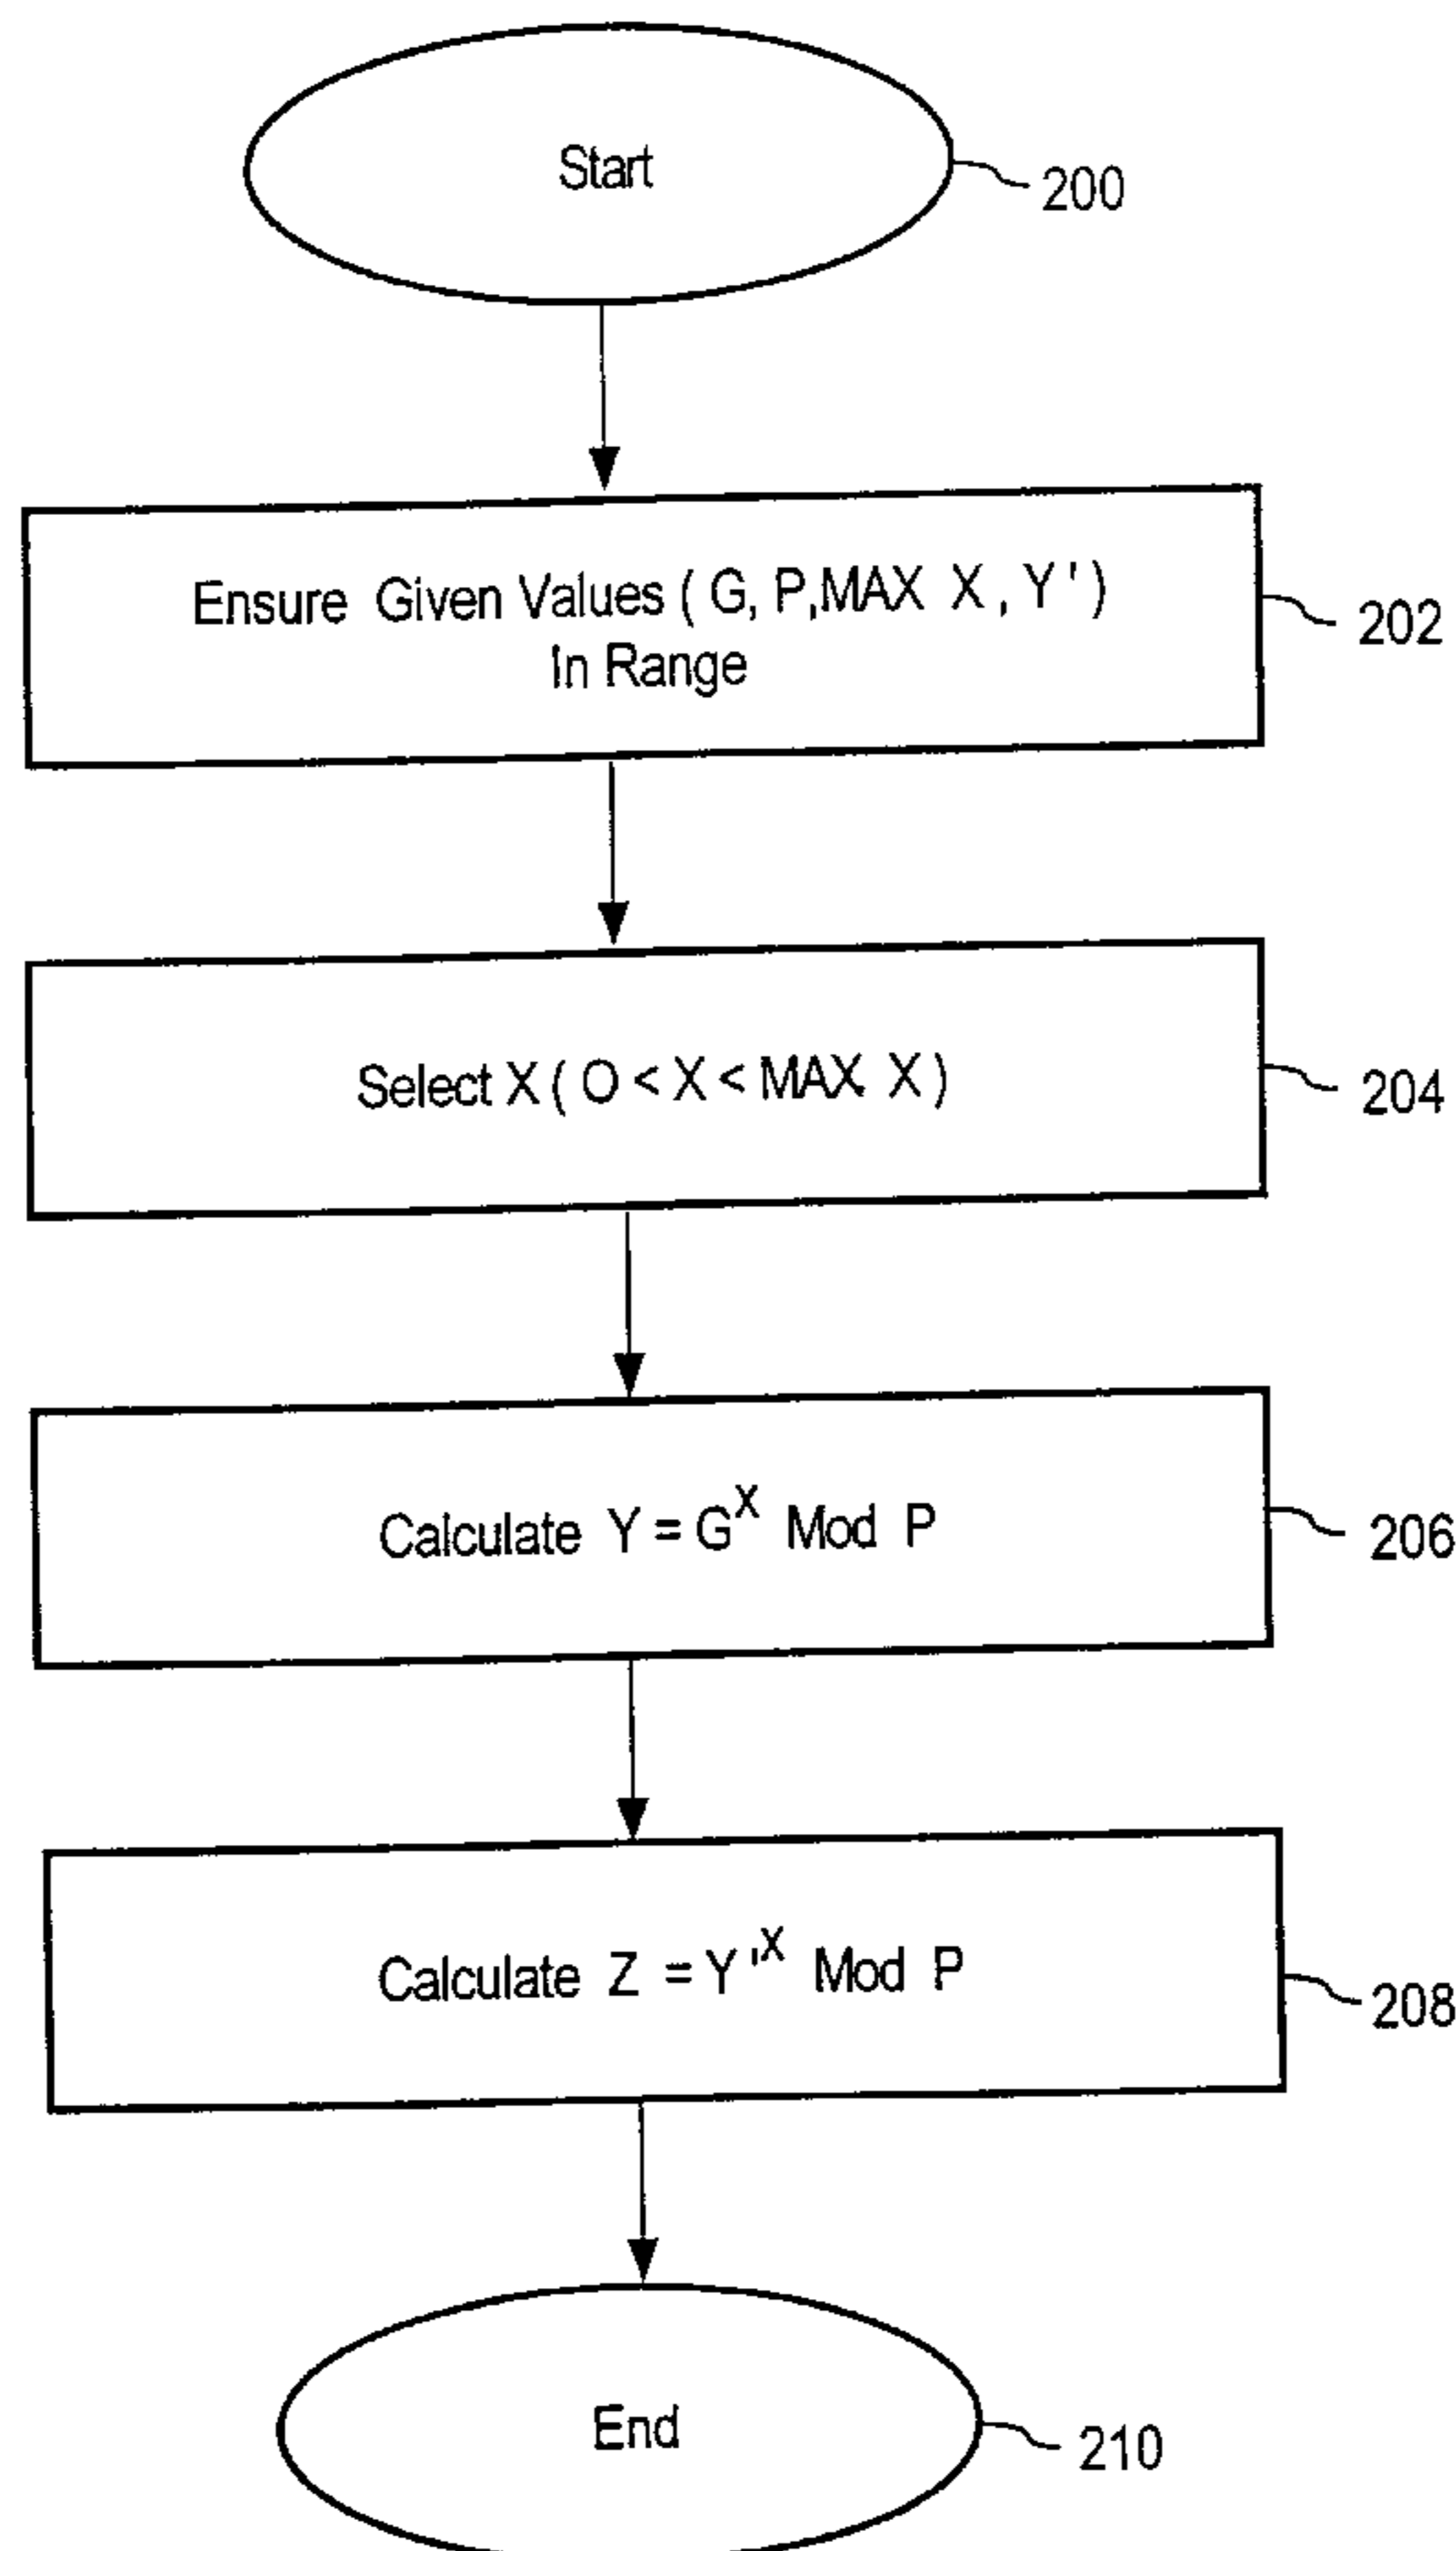 Start
200
Ensure Given Values ( G, P,MAX X , Y ' )
In Range
202
Select X ( O < X < MAX X )
204
Calculate Y = G^X Mod P
206
Calculate Z = Y '^X Mod P
208
End
210